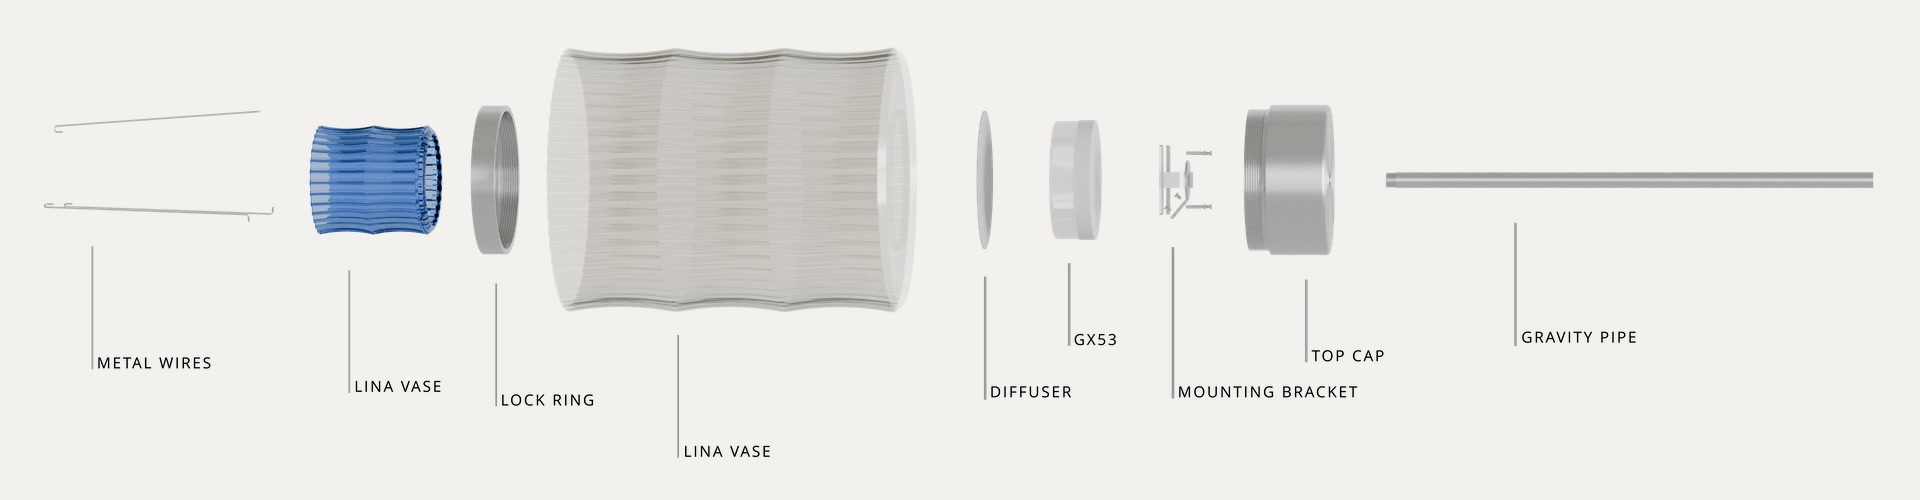 METAL WIRES
LINA VASE
LOCK RING
LINA VASE
DIFFUSER
GX53
MOUNTING BRACKET
TOP CAP
GRAVITY PIPE